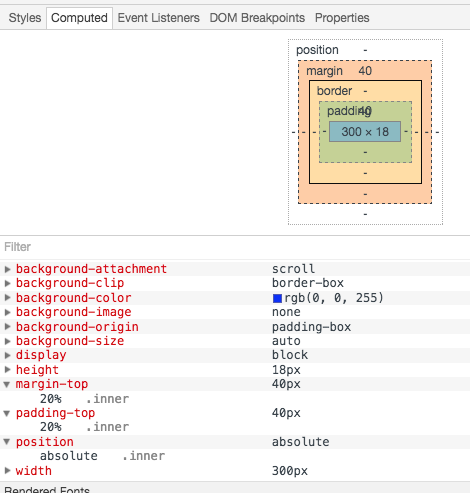 Styles Computed Event Listeners DOM Breakpoints Properties
position -
margin 40
border -
padding 40
- - - 300 × 18 - - -
-
-
-
-
Filter
background-attachment scroll
background-clip border-box
background-color rgb(0, 0, 255)
background-image none
background-origin padding-box
background-size auto
display block
height 18px
margin-top 40px
20% .inner
padding-top 40px
20% .inner
position absolute
absolute .inner
width 300px
Rendered Fonts